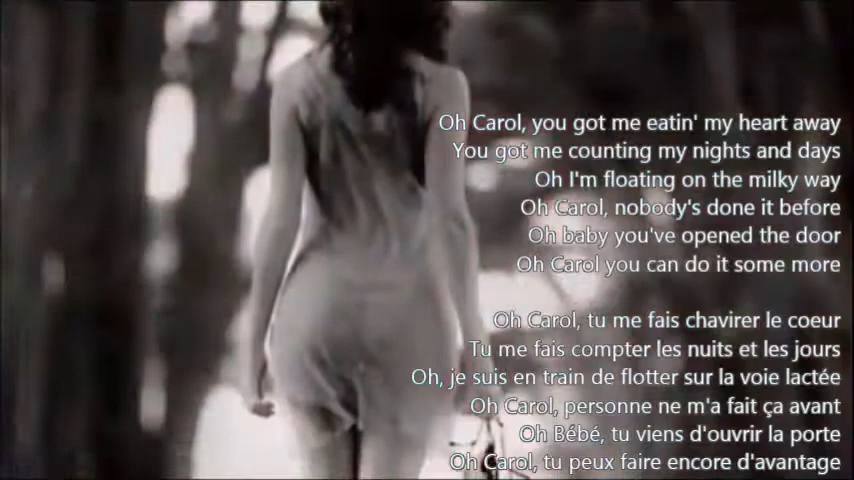 Oh Carol, you got me eatin' my heart away
You got me counting my nights and days
Oh I'm floating on the milky way
Oh Carol, nobody's done it before
Oh baby you've opened the door
Oh Carol you can do it some more
Oh Carol, tu me fais chavirer le coeur
Tu me fais compter les nuits et les jours
Oh, je suis en train de flotter sur la voie lactée
Oh Carol, personne ne m'a fait ça avant
Oh Bébé, tu viens d'ouvrir la porte
Oh Carol, tu peux faire encore d'avantage